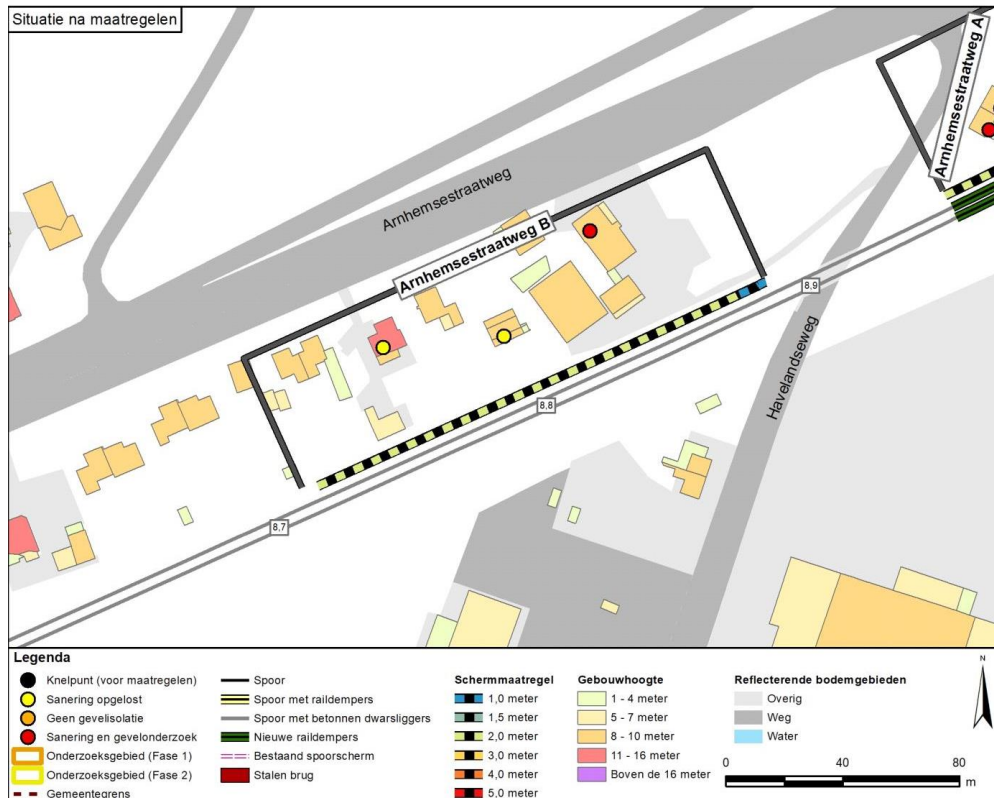 Situatie na maatregelen
Arnhemsestraatweg A
Arnhemsestraatweg
Arnhemsestraatweg B
8,9
Havelandseweg
8,8
8,7
Legenda
Knelpunt (voor maatregelen)
Sanering opgelost
Geen gevelisolatie
Sanering en gevelonderzoek
Onderzoeksgebied (Fase 1)
Onderzoeksgebied (Fase 2)
Gemeentegrens
Spoor
Spoor met raildempers
Spoor met betonnen dwarsliggers
Nieuwe raildempers
Bestaand spoorscherm
Stalen brug
Schermmaatregel
1,0 meter
1,5 meter
2,0 meter
3,0 meter
4,0 meter
5,0 meter
Gebouwhoogte
1 - 4 meter
5 - 7 meter
8 - 10 meter
11 - 16 meter
Boven de 16 meter
Reflecterende bodemgebieden
Overig
Weg
Water
N
0 40 80
m